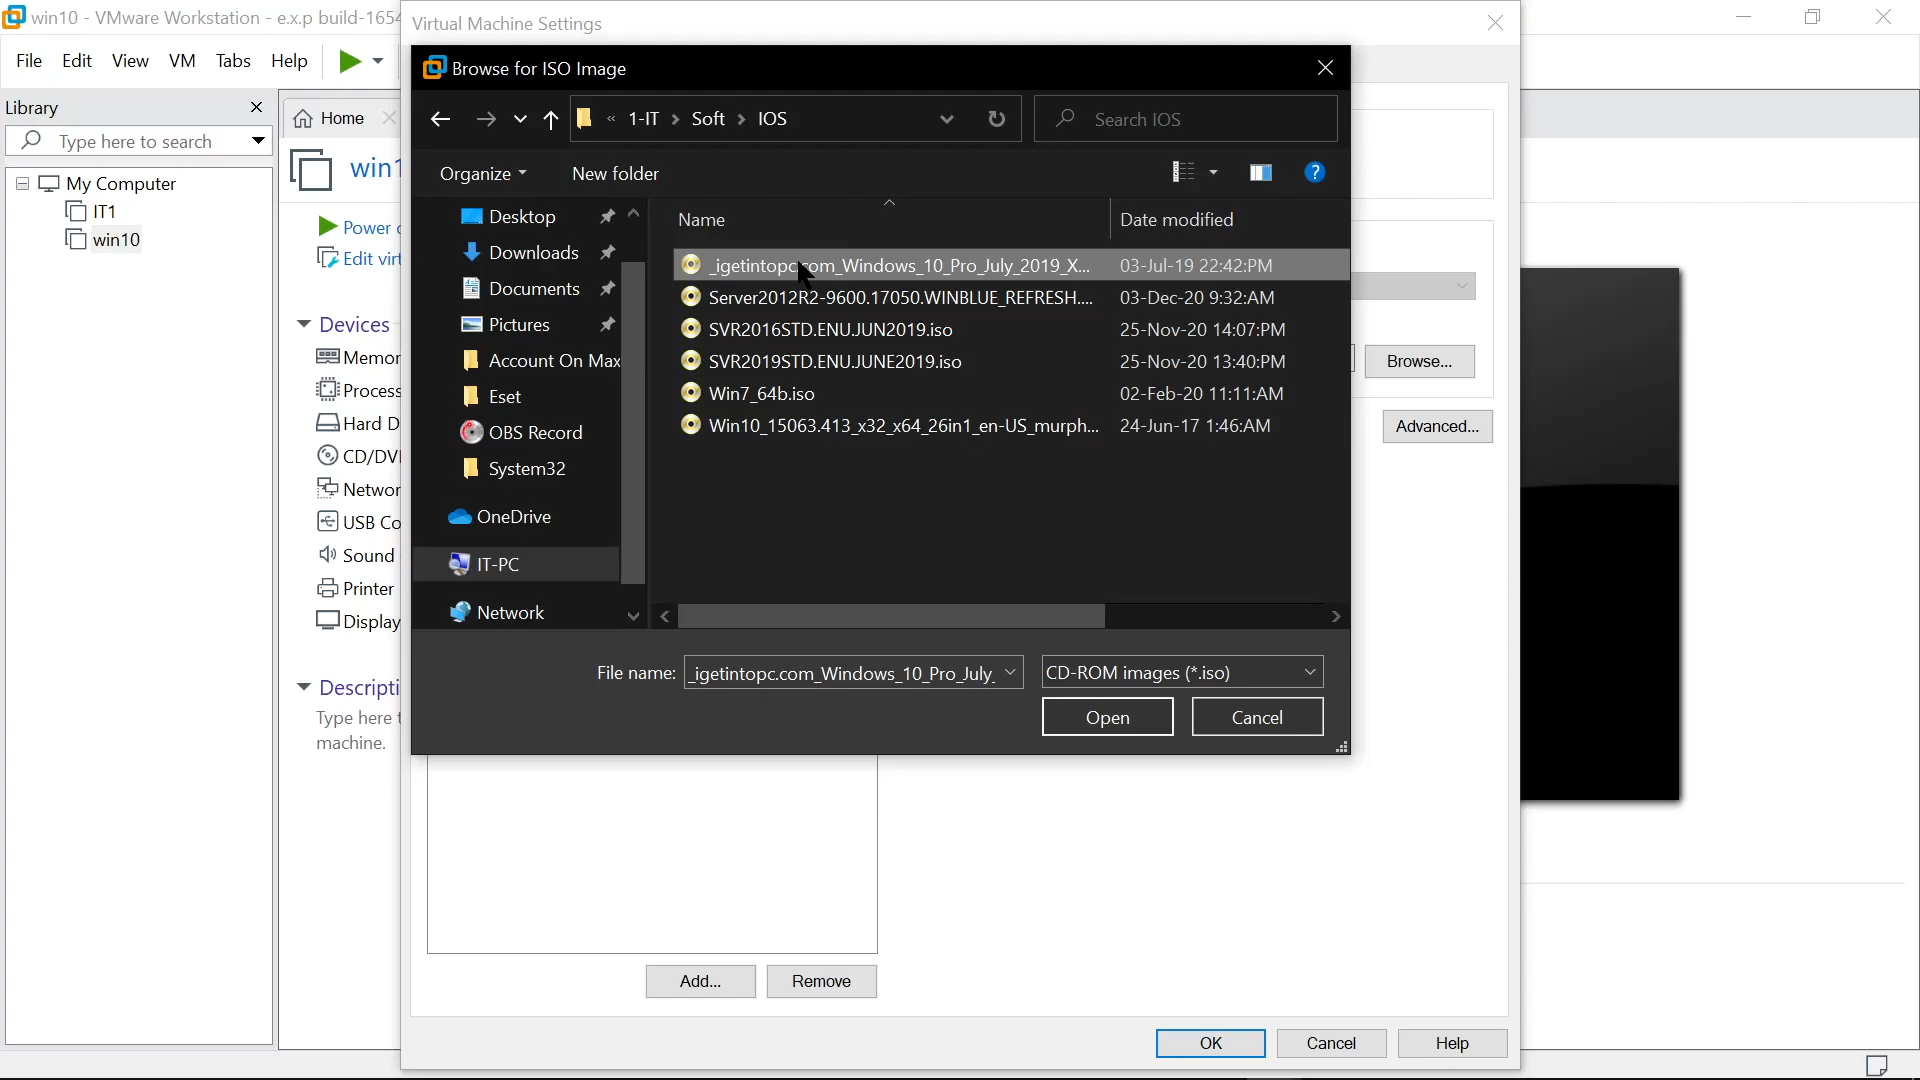 win10 - VMware Workstation - e.x.p build-1654
File Edit View VM Tabs Help
Library
Type here to search
My Computer
IT1
win10
Home
win1
Power o
Edit virt
Devices
Memor
Process
Hard D
CD/DVI
Networ
USB Co
Sound
Printer
Display
Descripti
Type here t
machine.
Virtual Machine Settings
Browse for ISO Image
« 1-IT > Soft > IOS
Search IOS
Organize
New folder
Desktop
Downloads
Documents
Pictures
Account On Max
Eset
OBS Record
System32
OneDrive
IT-PC
Network
Name Date modified
_igetintopc.com_Windows_10_Pro_July_2019_X... 03-Jul-19 22:42:PM
Server2012R2-9600.17050.WINBLUE_REFRESH.... 03-Dec-20 9:32:AM
SVR2016STD.ENU.JUN2019.iso 25-Nov-20 14:07:PM
SVR2019STD.ENU.JUNE2019.iso 25-Nov-20 13:40:PM
Win7_64b.iso 02-Feb-20 11:11:AM
Win10_15063.413_x32_x64_26in1_en-US_murph... 24-Jun-17 1:46:AM
File name: _igetintopc.com_Windows_10_Pro_July_ CD-ROM images (*.iso)
Open Cancel
Browse...
Advanced...
Add... Remove
OK Cancel Help